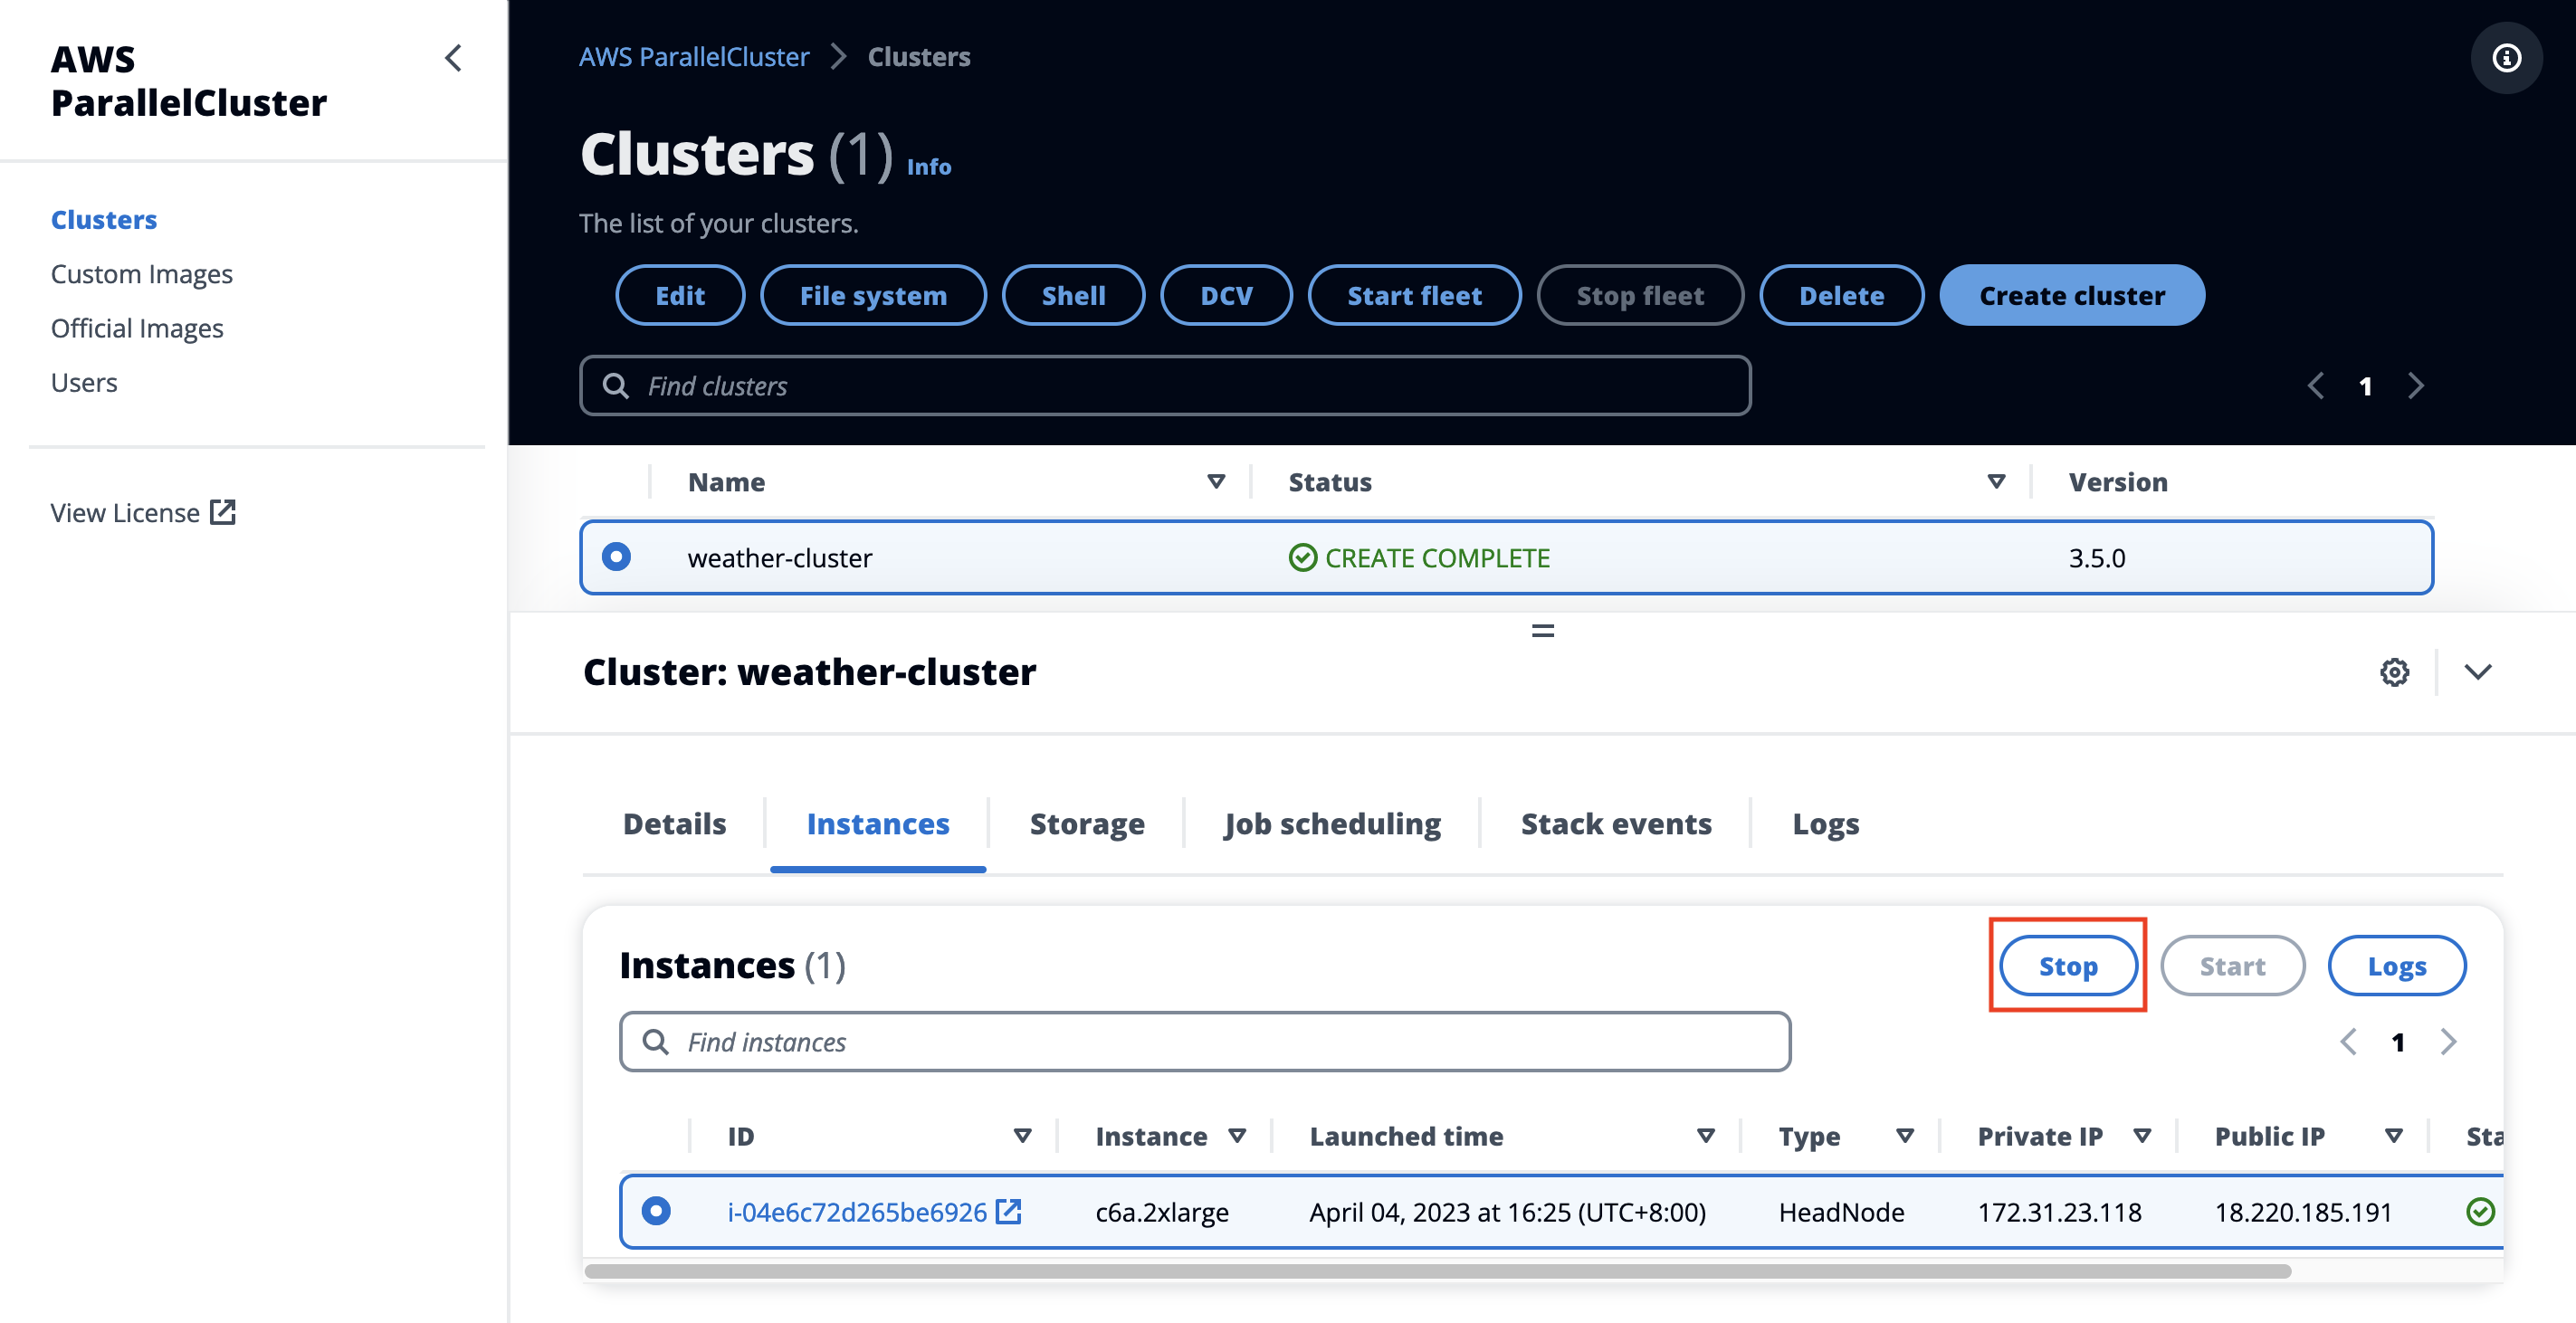 AWS
ParallelCluster
Clusters
Custom Images
Official Images
Users
View License
AWS ParallelCluster > Clusters
Clusters (1) Info
The list of your clusters.
Edit File system Shell DCV Start fleet Stop fleet Delete Create cluster
Find clusters
1
Name Status Version
weather-cluster CREATE COMPLETE 3.5.0
Cluster: weather-cluster
Details Instances Storage Job scheduling Stack events Logs
Instances (1) Stop Start Logs
Find instances
1
ID Instance Launched time Type Private IP Public IP Sta
i-04e6c72d265be6926 c6a.2xlarge April 04, 2023 at 16:25 (UTC+8:00) HeadNode 172.31.23.118 18.220.185.191